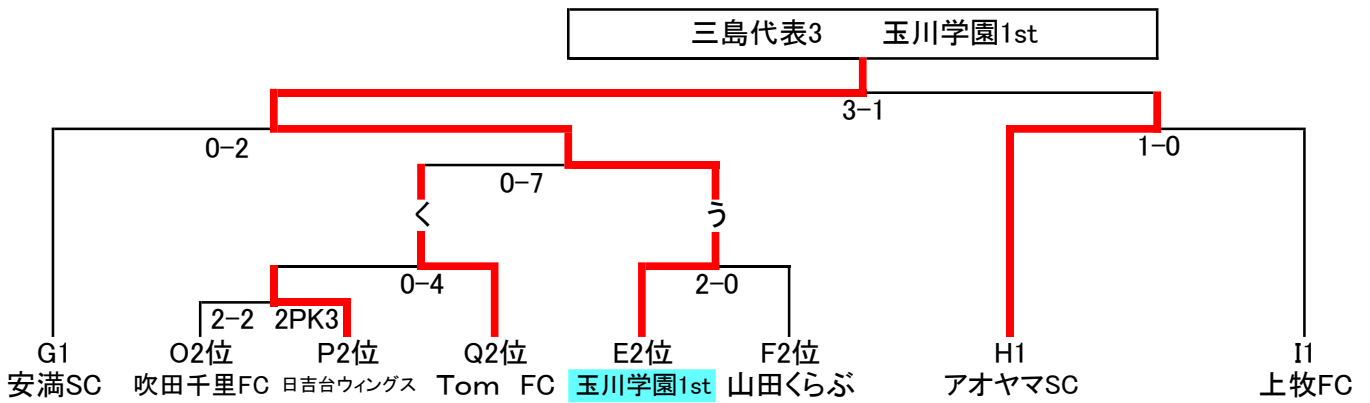 三島代表3 玉川学園1st
3-1
0-2
1-0
0-7
く う
0-4 2-0
2-2 2PK3
G1 O2位 P2位 Q2位 E2位 F2位 H1 I1
安満SC 吹田千里FC 日吉台ウィングス Tom FC 玉川学園1st 山田くらぶ アオヤマSC 上牧FC